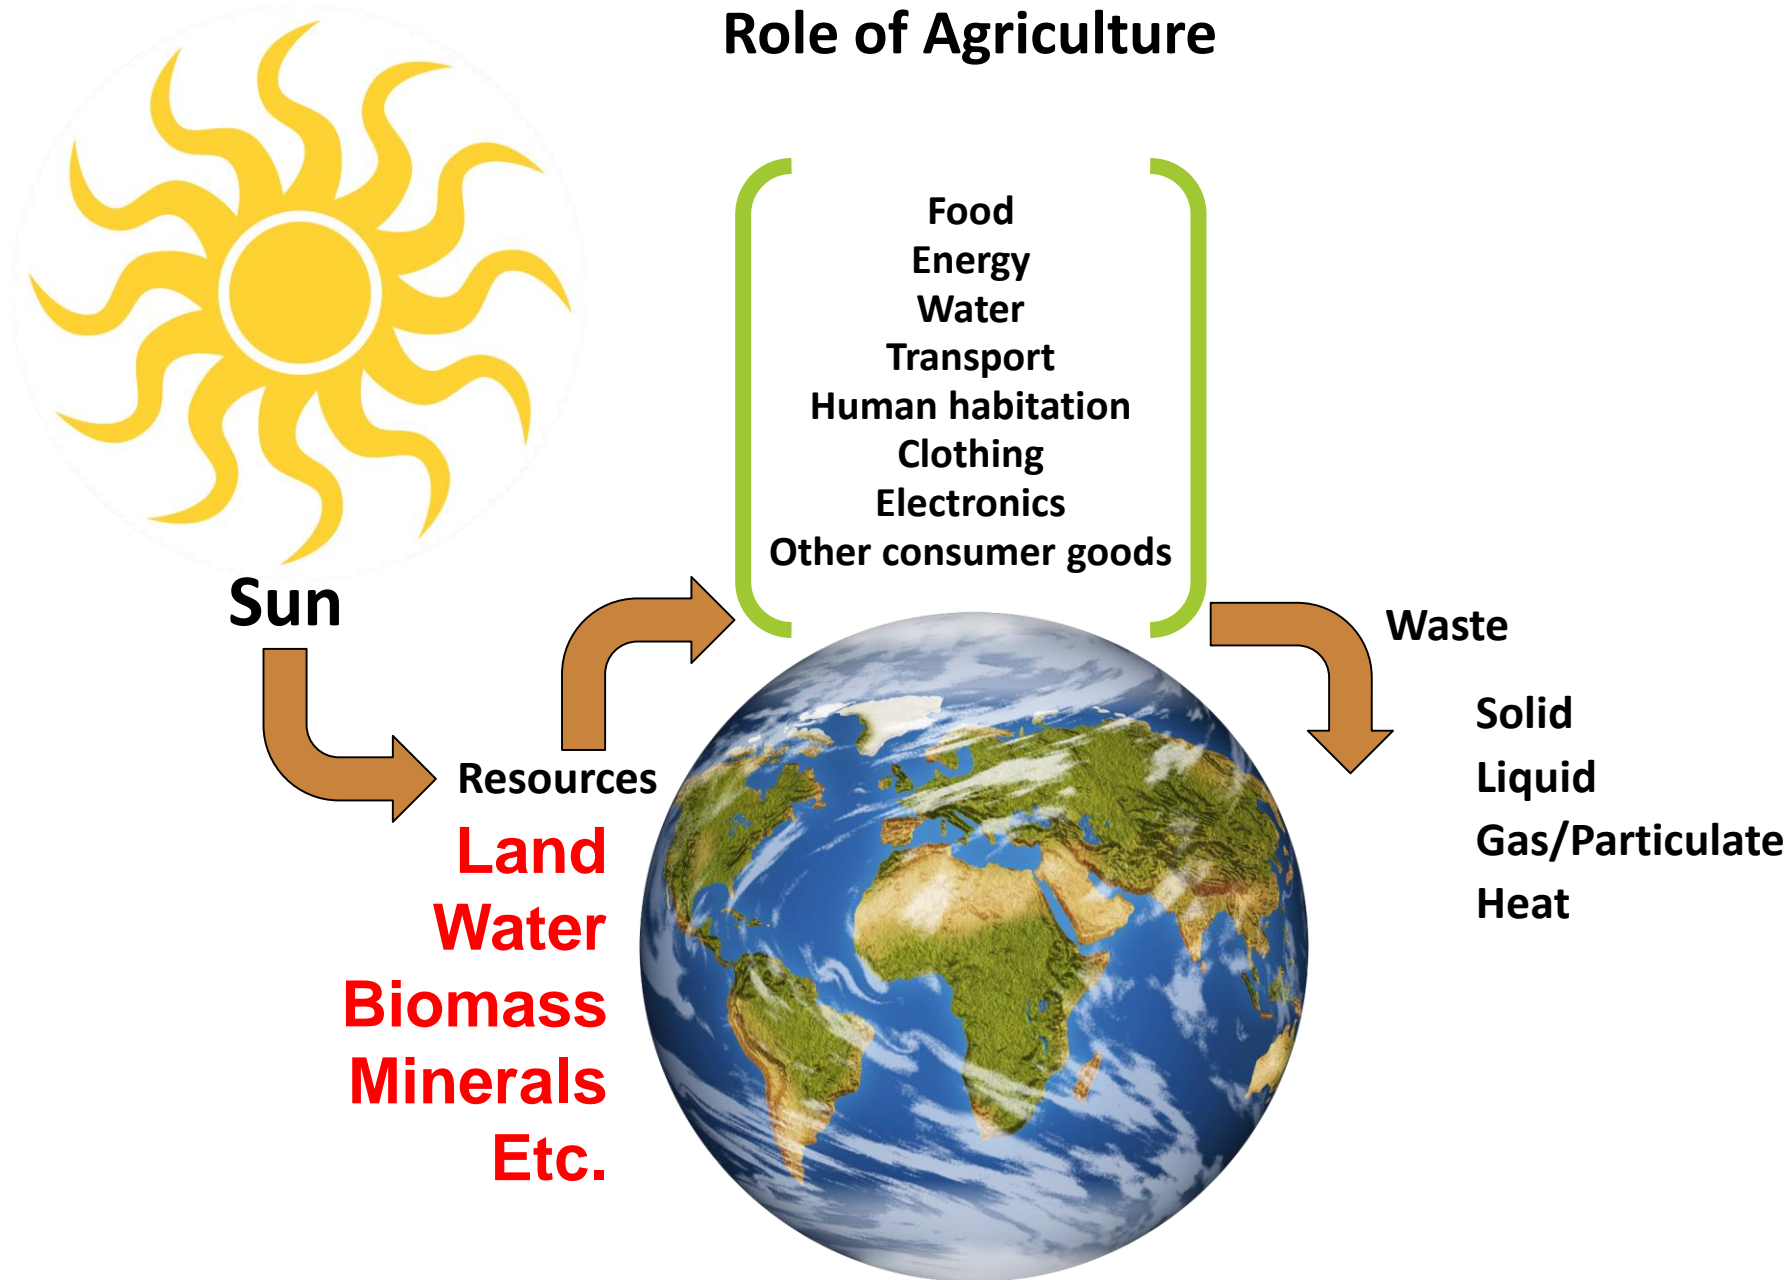 Role of Agriculture
Food
Energy
Water
Transport
Human habitation
Clothing
Electronics
Other consumer goods
Sun
Waste
Solid
Liquid
Gas/Particulate
Heat
Resources
Land
Water
Biomass
Minerals
Etc.